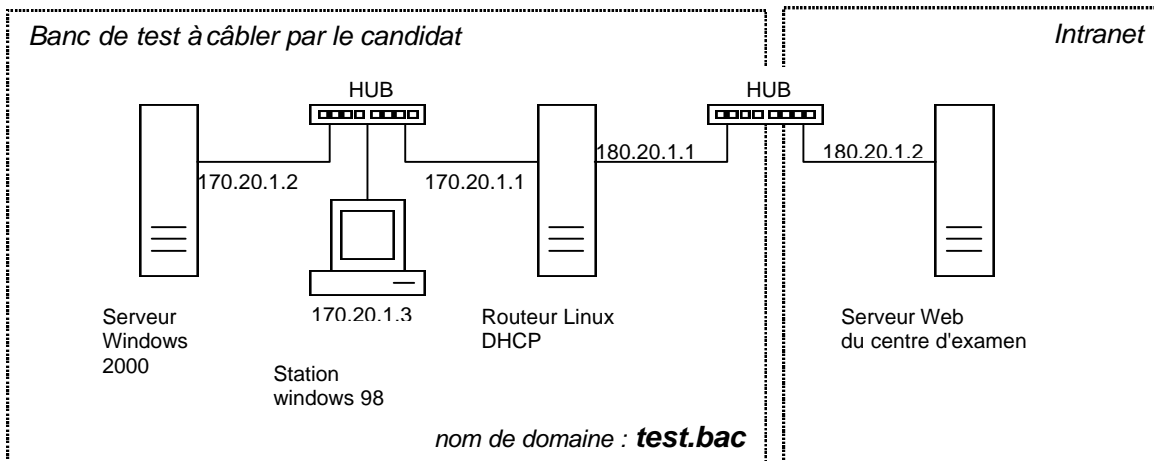 Banc de test à câbler par le candidat
Intranet
HUB
HUB
170.20.1.2
170.20.1.1
180.20.1.1
180.20.1.2
170.20.1.3
Serveur
Windows
2000
Station
windows 98
Routeur Linux
DHCP
Serveur Web
du centre d'examen
nom de domaine : test.bac